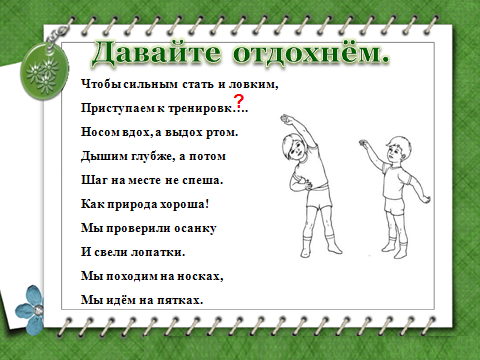 Давайте отдохнём.
Чтобы сильным стать и ловким,
Приступаем к тренировк....?
Носом вдох, а выдох ртом.
Дышим глубже, а потом
Шаг на месте не спеша.
Как природа хороша!
Мы проверили осанку
И свели лопатки.
Мы походим на носках,
Мы идём на пятках.